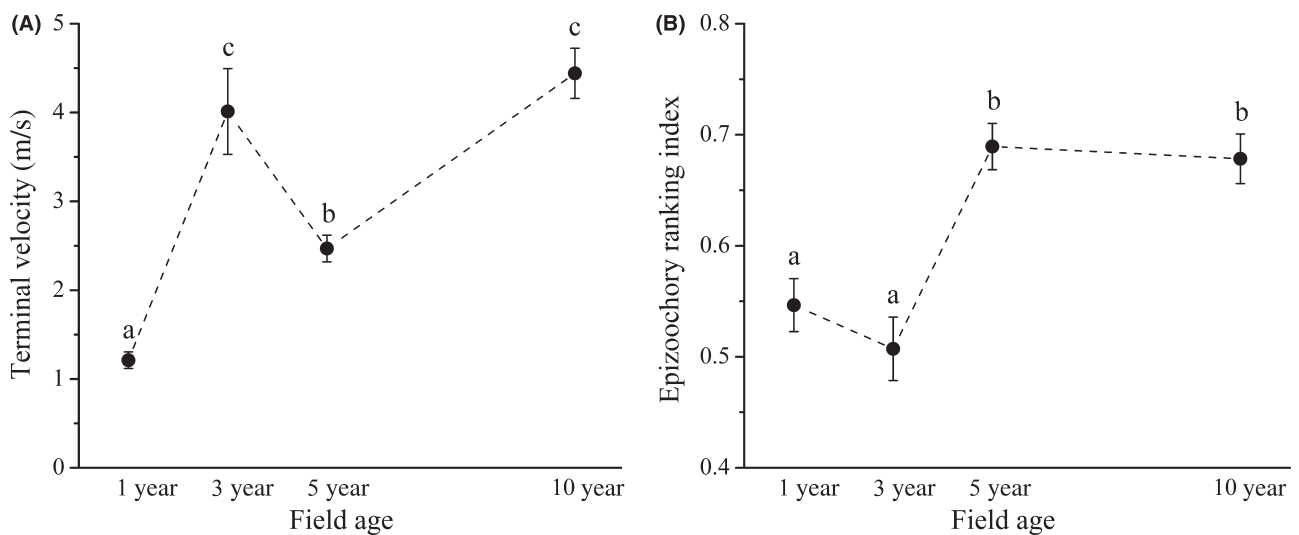 (A)
Terminal velocity (m/s)
5
4
3
2
1
0
a
c
b
c
1 year
3 year
5 year
10 year
Field age
(B)
Epizoochory ranking index
0.8
0.7
0.6
0.5
0.4
a
a
b
b
1 year
3 year
5 year
10 year
Field age